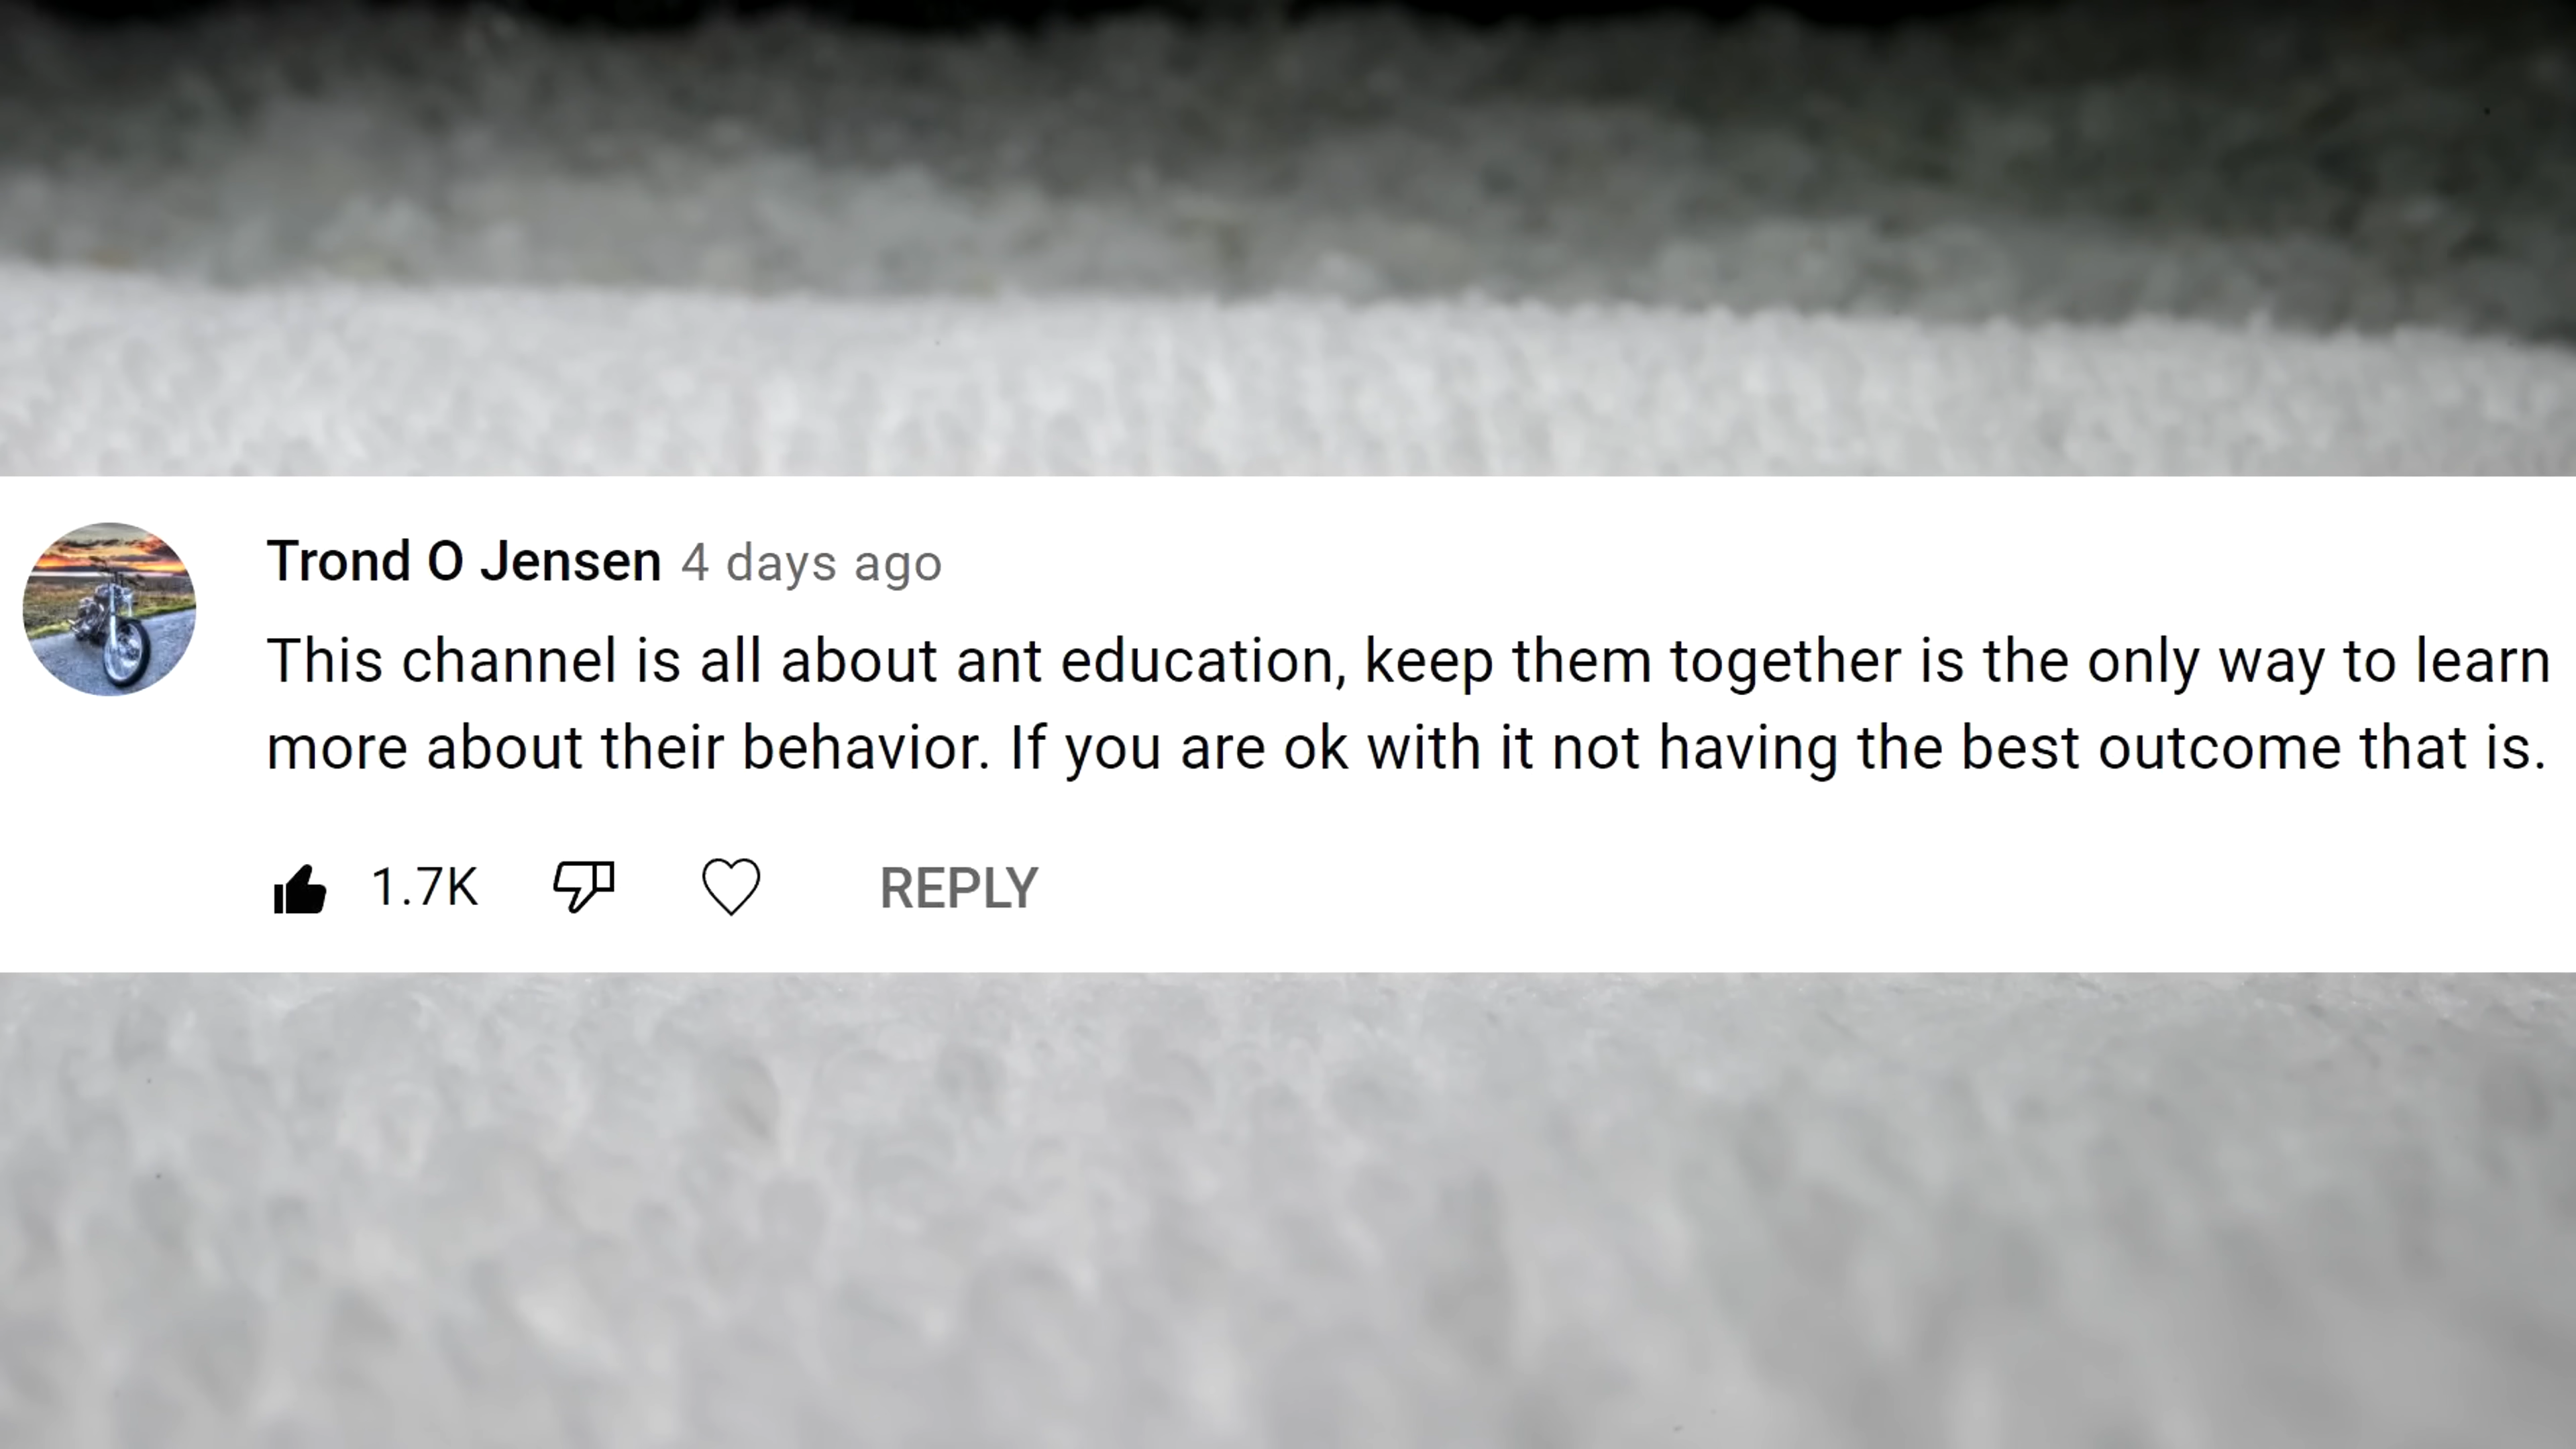 Trond O Jensen 4 days ago
This channel is all about ant education, keep them together is the only way to learn
more about their behavior. If you are ok with it not having the best outcome that is.
1.7K REPLY